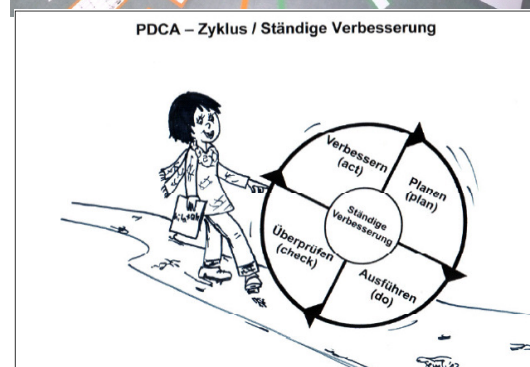 PDCA – Zyklus / Ständige Verbesserung
Verbessern
(act)
Planen
(plan)
Ständige
Verbesserung
Überprüfen
(check)
Ausführen
(do)